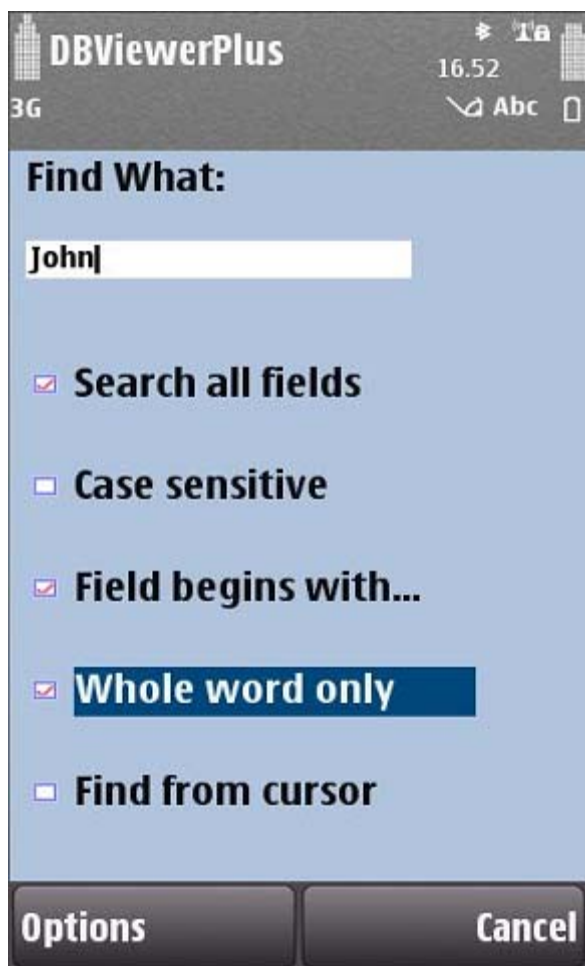 DBViewerPlus
16.52
3G
Abc
Find What:
John
Search all fields
Case sensitive
Field begins with...
Whole word only
Find from cursor
Options Cancel